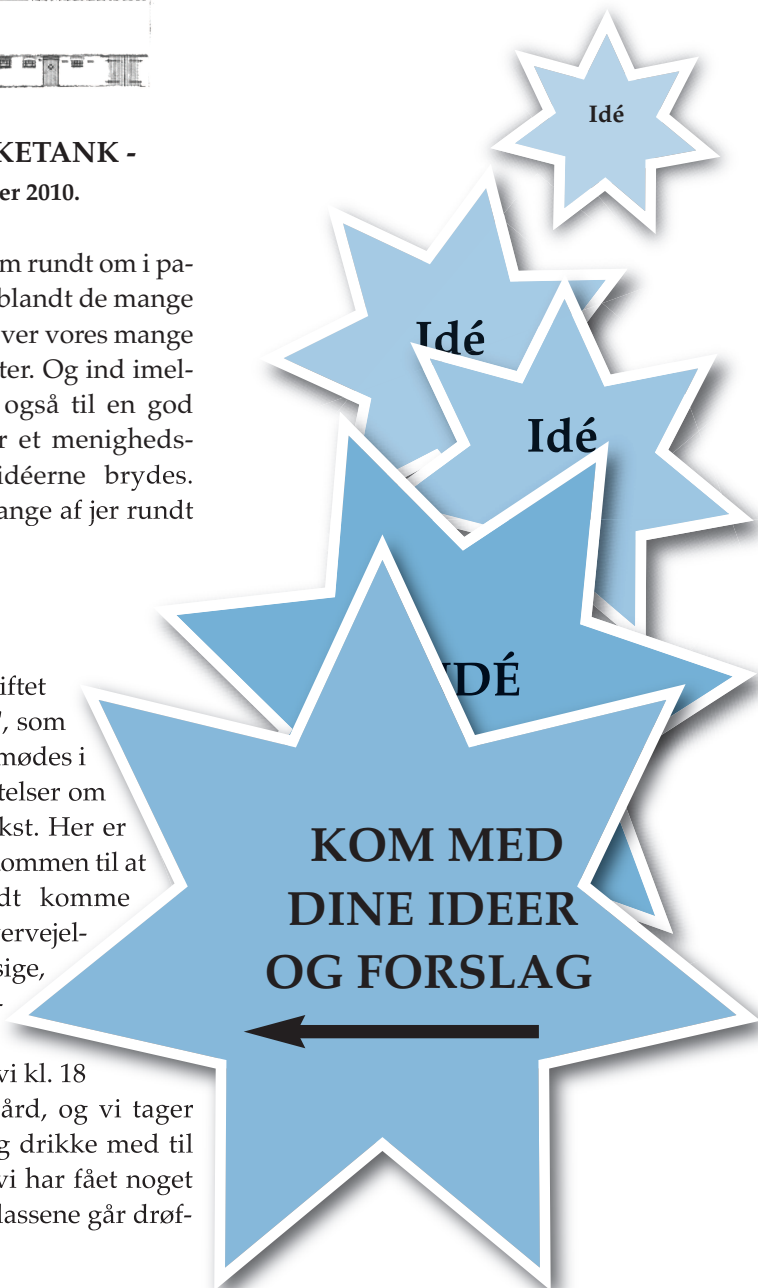 KETANK -
er 2010.
m rundt om i pa-
blandt de mange
ver vores mange
ter. Og ind imel-
også til en god
r et menigheds-
idéerne brydes.
ange af jer rundt
iftet
', som
mødes i
telser om
kst. Her er
ommen til at
dt komme
ervejel-
sige,
-
vi kl. 18
ård, og vi tager
g drikke med til
vi har fået noget
lassene går drøf-
Idé
Idé
Idé
IDÉ
KOM MED
DINE IDEER
OG FORSLAG